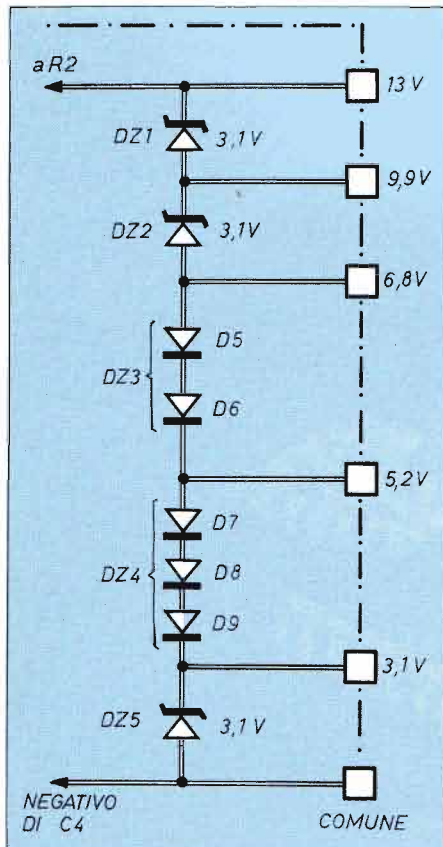 a R2
13 V
DZ1
3,1 V
9,9 V
DZ2
3,1V
6,8 V
D5
DZ3
D6
5,2 V
D7
DZ4
D8
D9
3,1 V
DZ5
3,1 V
NEGATIVO
DI C4
COMUNE